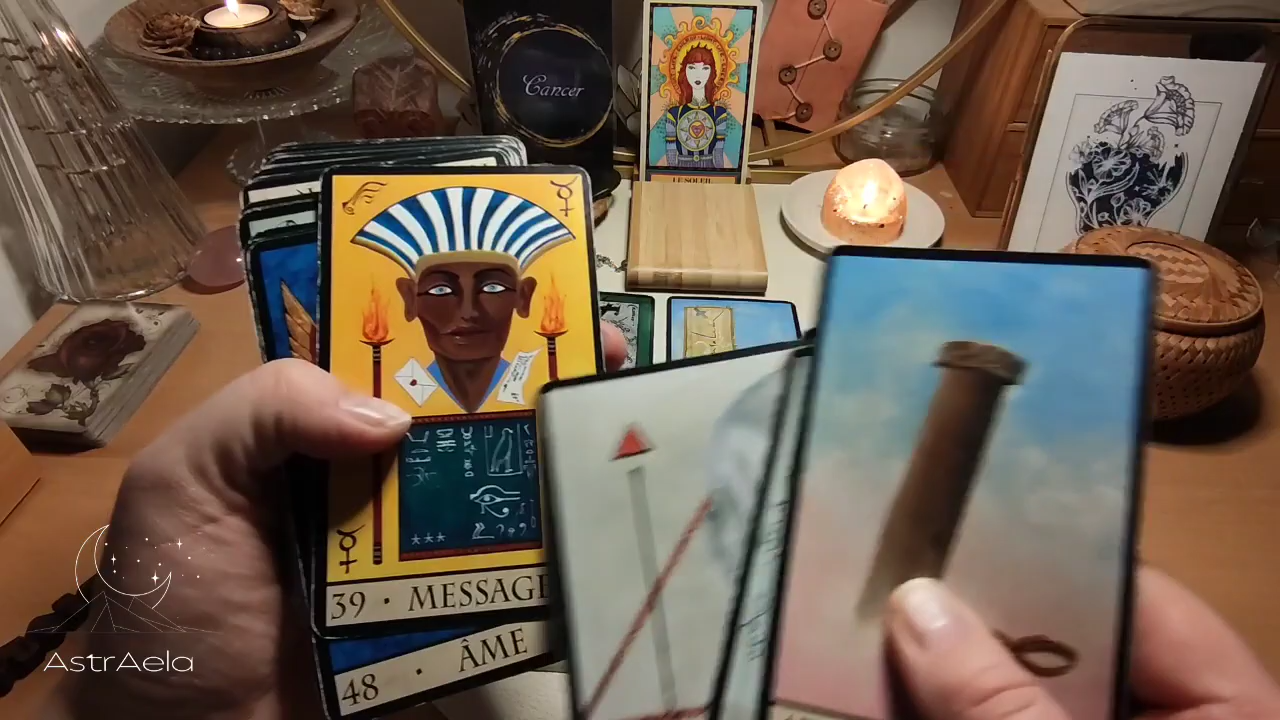 Cancer
LE SOLEIL
39 • MESSAGE
48 • ÂME
AstrAela